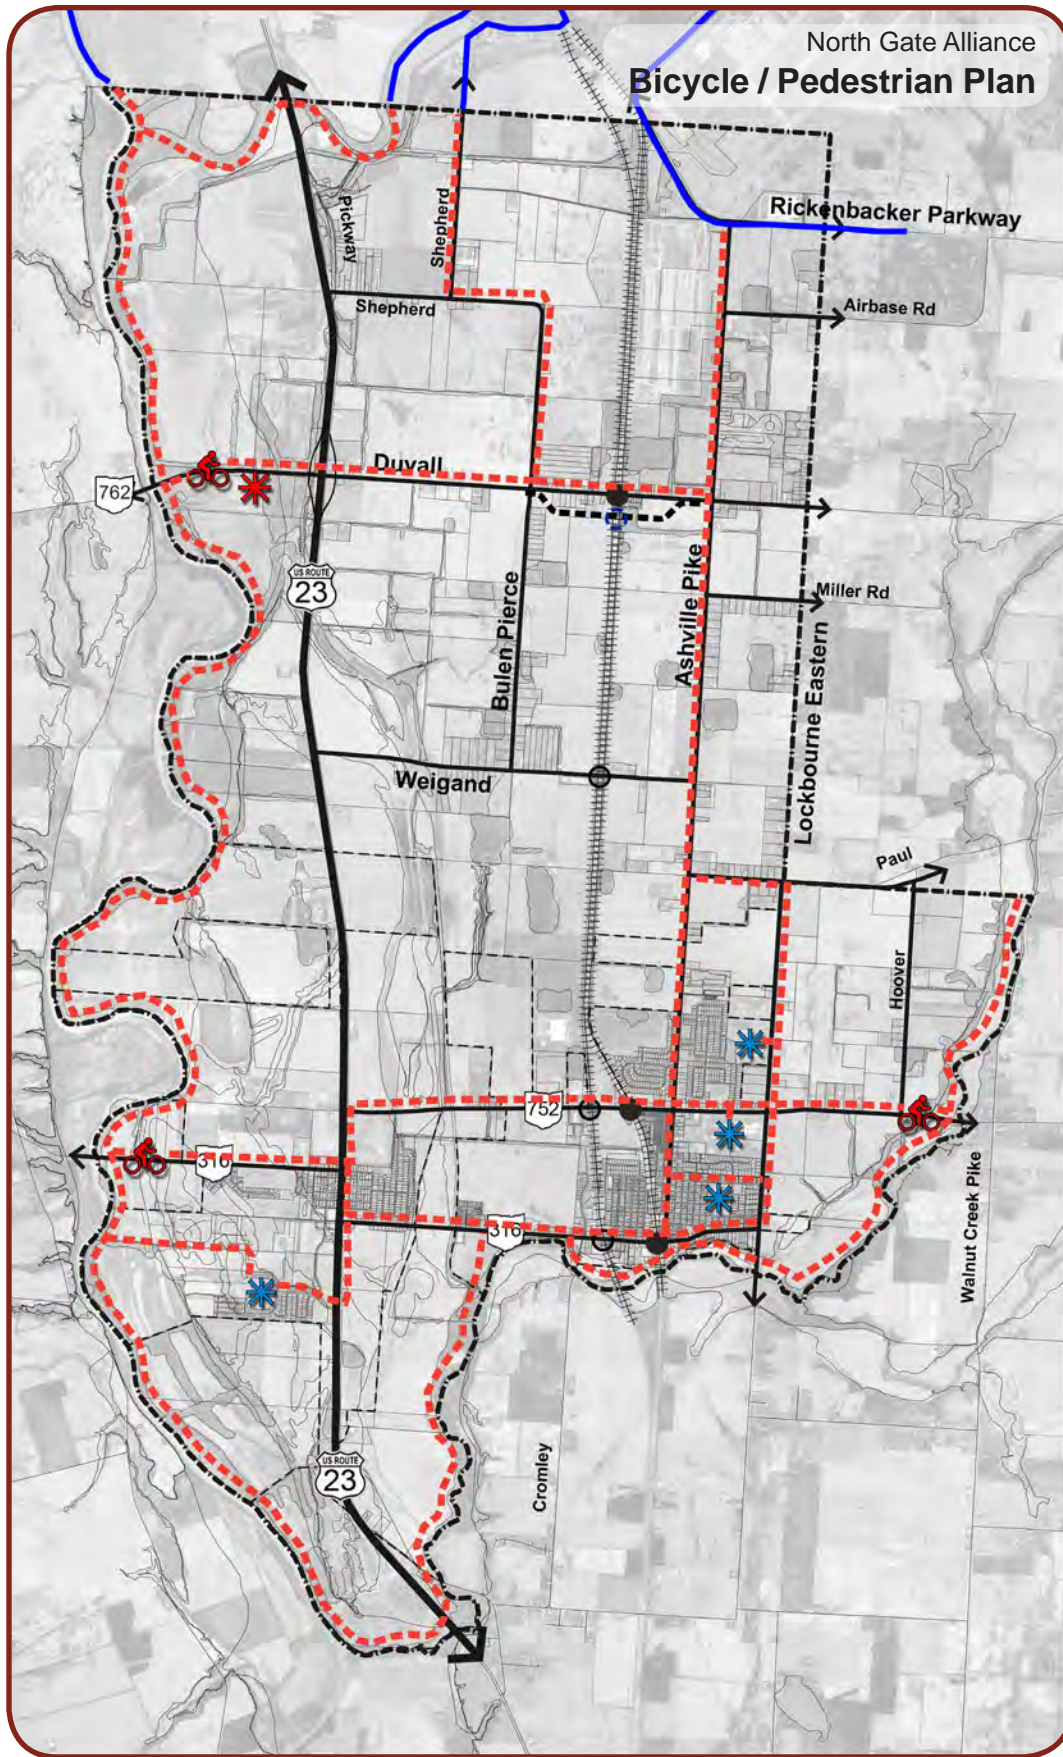 North Gate Alliance
Bicycle / Pedestrian Plan
Rickenbacker Parkway
Pickway
Shepherd
Shepherd
Airbase Rd
Duvall
762
US ROUTE
23
Bulen Pierce
Ashville Pike
Miller Rd
Lockbourne Eastern
Weigand
Paul
Hoover
752
316
316
Walnut Creek Pike
US ROUTE
23
Cromley